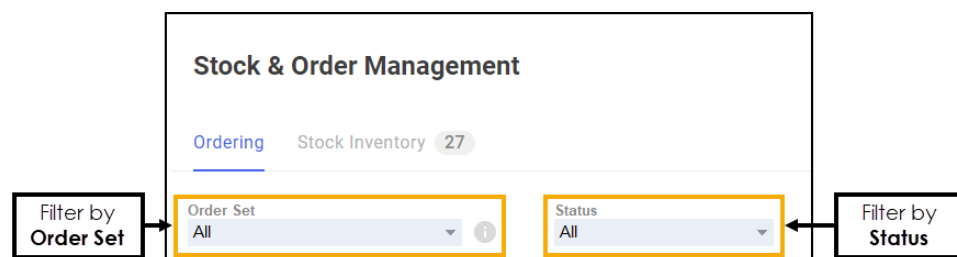 Stock & Order Management
Ordering
Stock Inventory 27
Filter by
Order Set
Order Set
All
Status
All
Filter by
Status